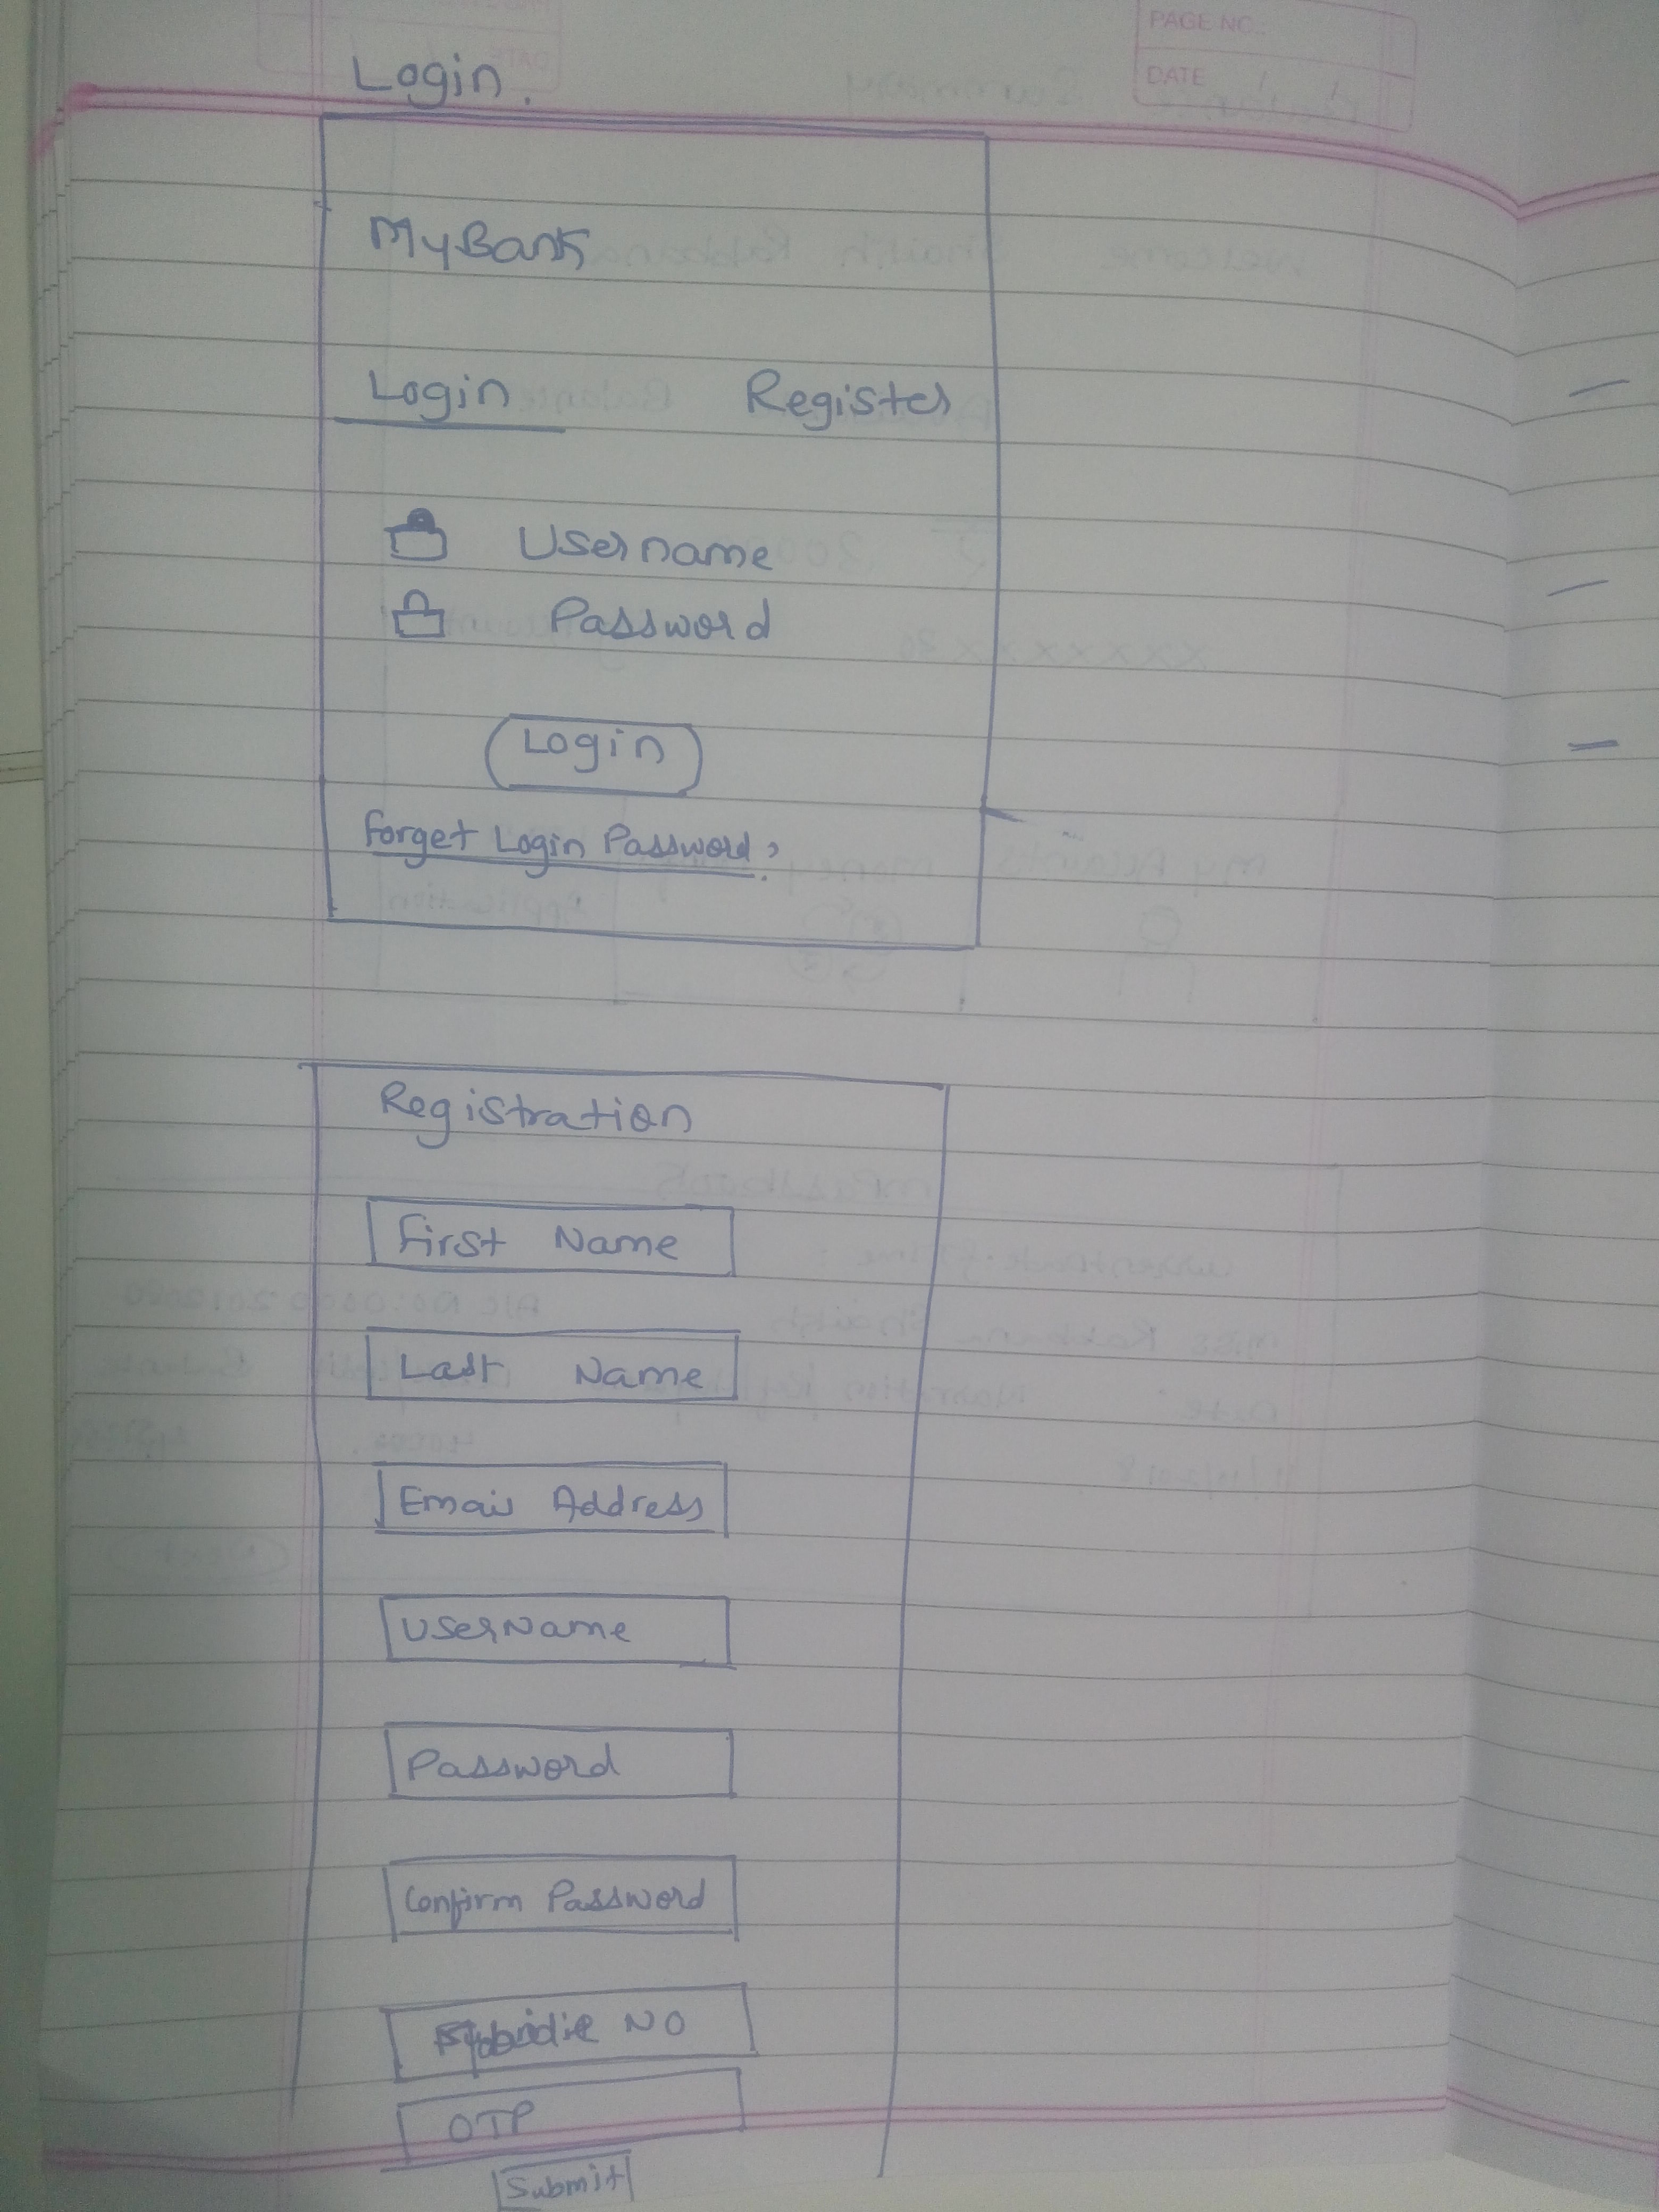 PAGE NO.
DATE
Login.
MyBank
Login Register
Username
Password
Login
Forget Login Password?
Registration
First Name
Last Name
Email Address
UserName
Password
Confirm Password
NO
OTP
Submit